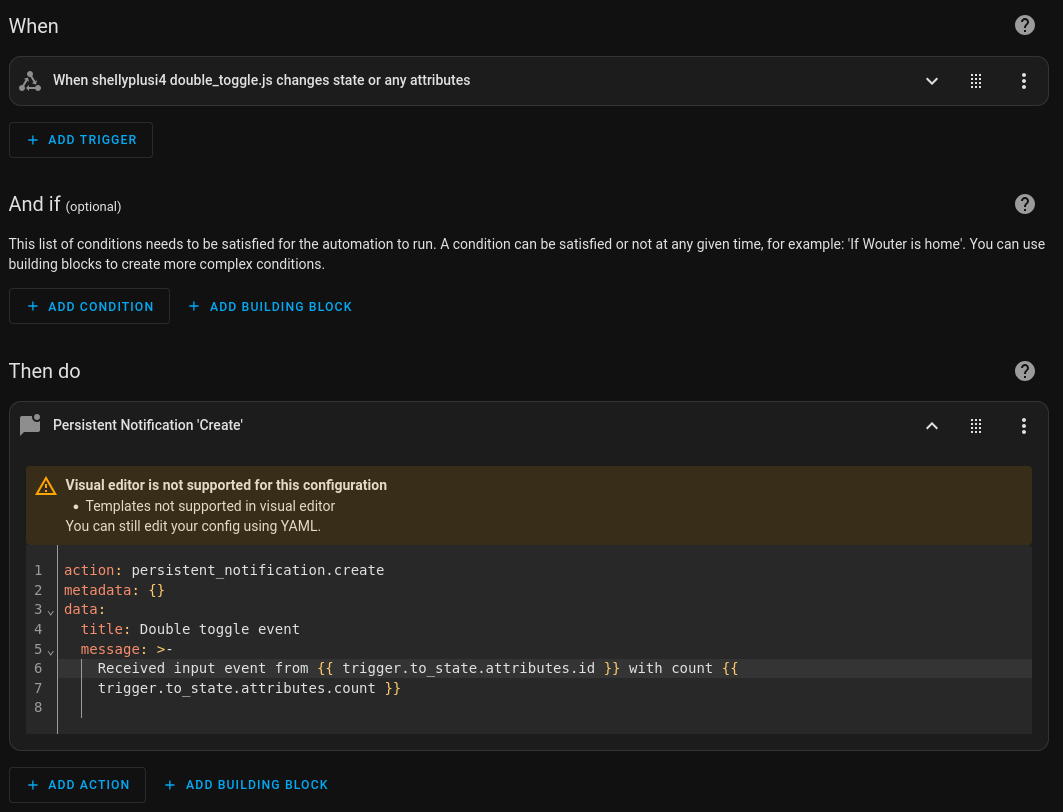 When
When shellyplusi4 double_toggle.js changes state or any attributes
+ ADD TRIGGER
And if (optional)
This list of conditions needs to be satisfied for the automation to run. A condition can be satisfied or not at any given time, for example: 'If Wouter is home'. You can use
building blocks to create more complex conditions.
+ ADD CONDITION + ADD BUILDING BLOCK
Then do
Persistent Notification 'Create'
Visual editor is not supported for this configuration
• Templates not supported in visual editor
You can still edit your config using YAML.
1 action: persistent_notification.create
2 metadata: {}
3 data:
4 title: Double toggle event
5 message: >-
6 Received input event from {{ trigger.to_state.attributes.id }} with count {{
7 trigger.to_state.attributes.count }}
8
+ ADD ACTION + ADD BUILDING BLOCK